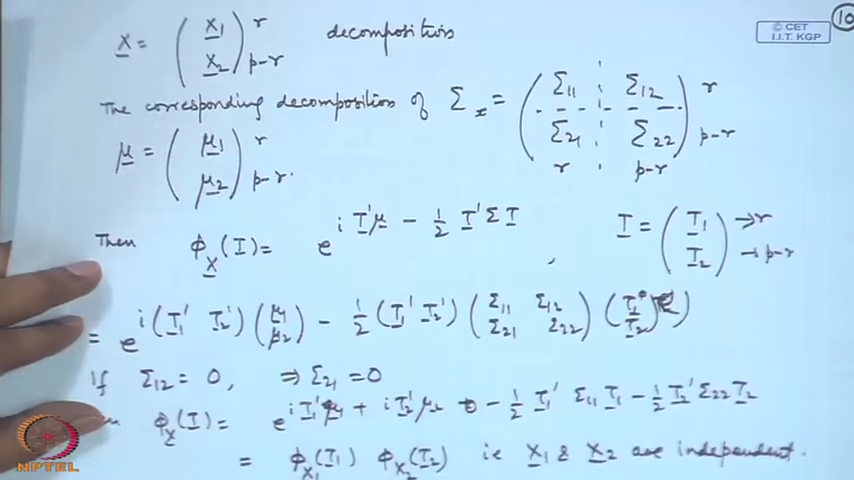 10
© CET
I.I.T. KGP
X = ( X1 ; X2 ) r ; p-r decomposition
The corresponding decomposition of Σx = ( Σ11 Σ12 ; Σ21 Σ22 ) r ; p-r
r p-r
μ = ( μ1 ; μ2 ) r ; p-r.
Then φX(T) = e^{i T'μ - 1/2 T'ΣT} , T = ( T1 ; T2 ) → r ; → p-r
= e^{i (T1' T2') ( μ1 ; μ2 ) - 1/2 (T1' T2') ( Σ11 Σ12 ; Σ21 Σ22 ) ( T1 ; T2 )}
If Σ12 = 0, ⇒ Σ21 = 0
φX(T) = e^{i T1'μ1 + i T2'μ2 - 1/2 T1' Σ11 T1 - 1/2 T2' Σ22 T2}
= φX1(T1) φX2(T2) ie X1 & X2 are independent.
NPTEL